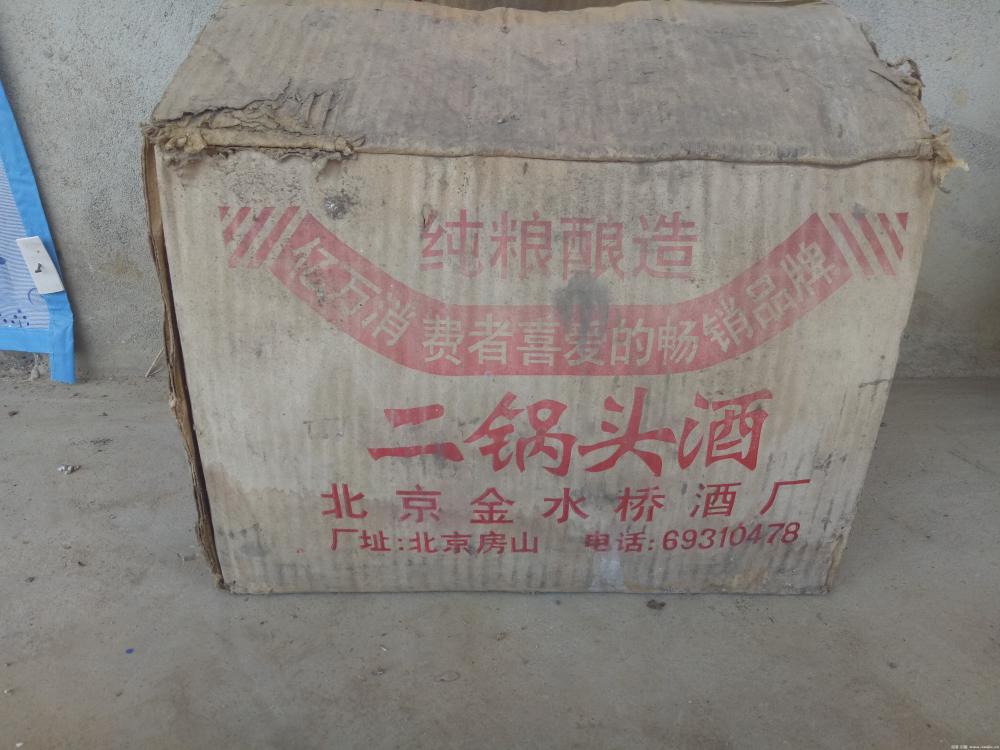 纯粮酿造
亿万消费者喜爱的畅销品牌
二锅头酒
北京金水桥酒厂
厂址:北京房山 电话:69310478